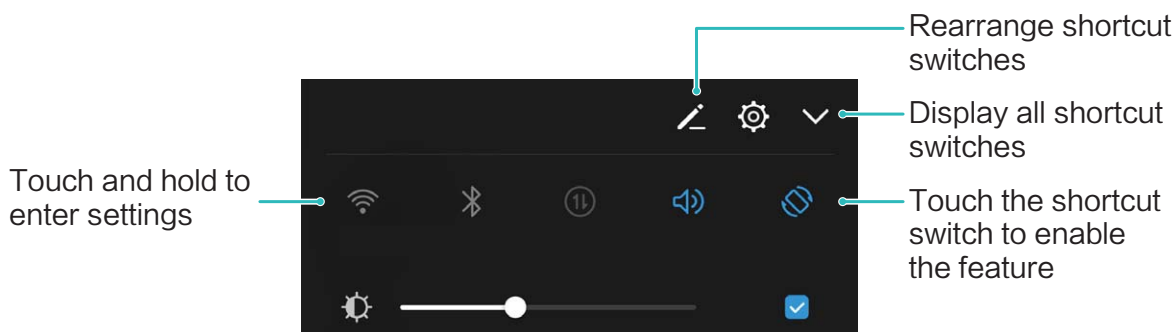 Rearrange shortcut
switches
Display all shortcut
switches
Touch and hold to
enter settings
Touch the shortcut
switch to enable
the feature